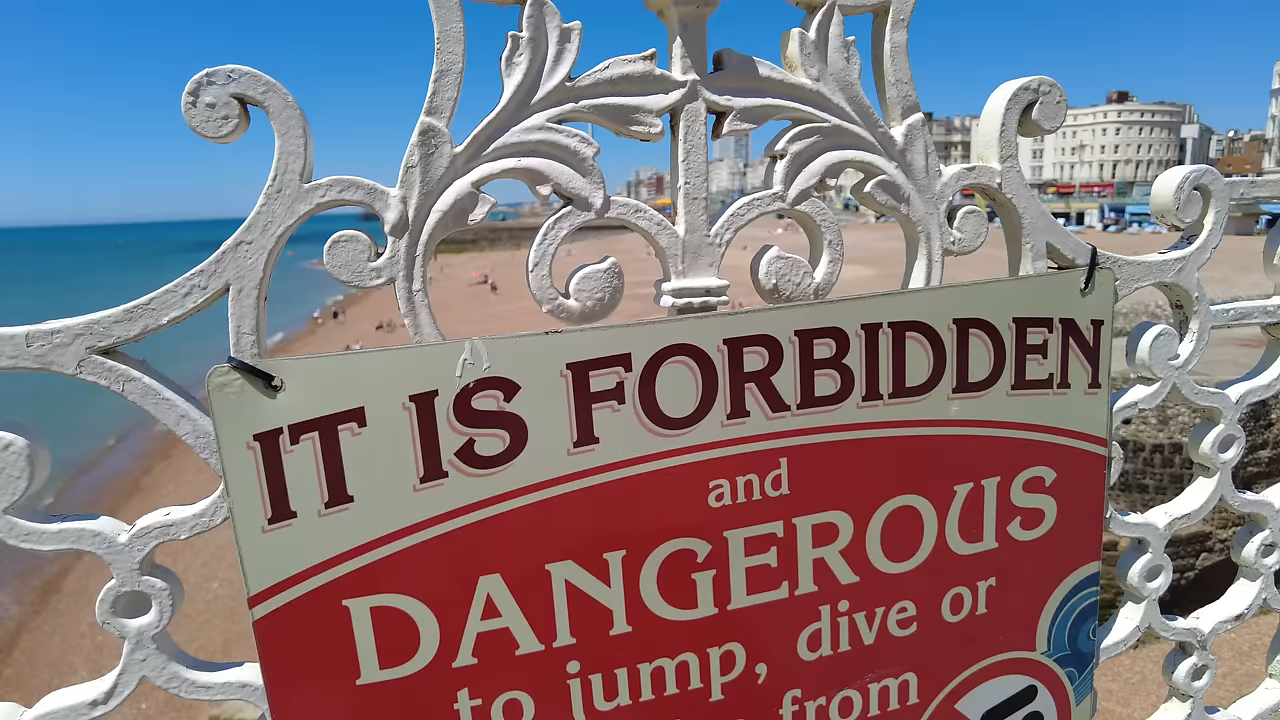 IT IS FORBIDDEN
and
DANGEROUS
to jump, dive or
from